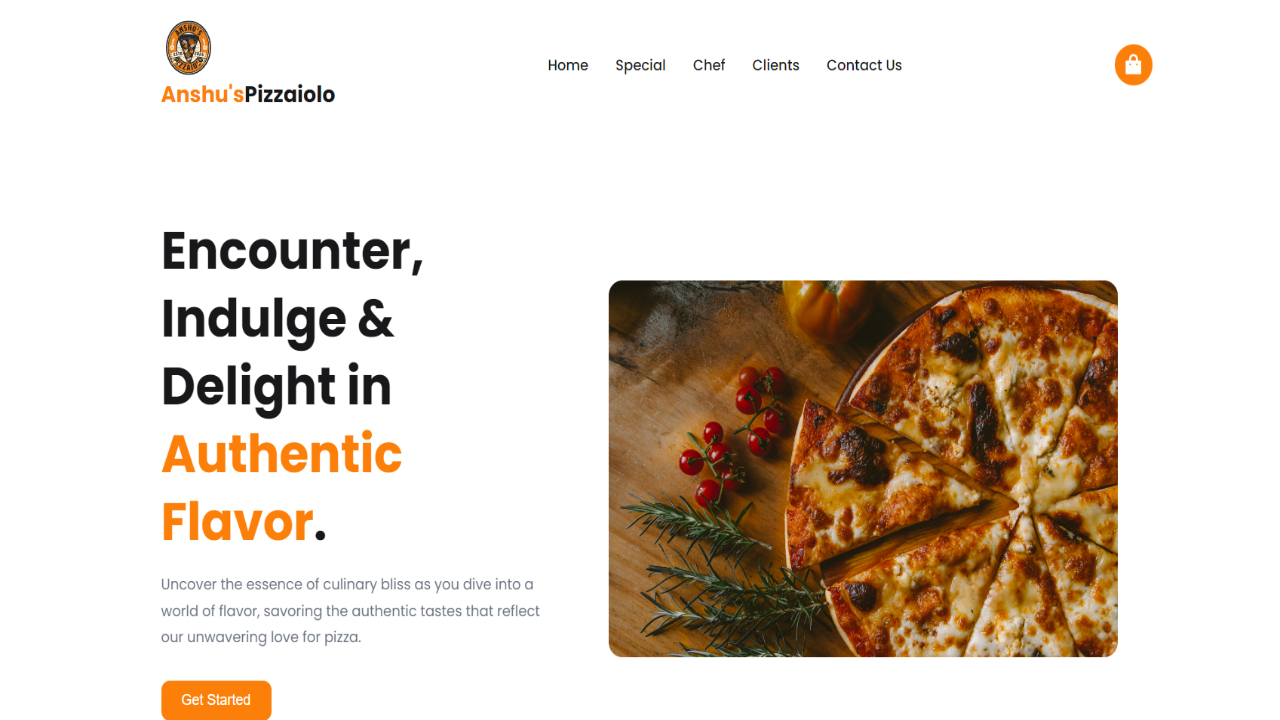 ANSHU'S
PIZZAIOLO
Anshu'sPizzaiolo
Home Special Chef Clients Contact Us
Encounter,
Indulge &
Delight in
Authentic
Flavor.
Uncover the essence of culinary bliss as you dive into a
world of flavor, savoring the authentic tastes that reflect
our unwavering love for pizza.
Get Started